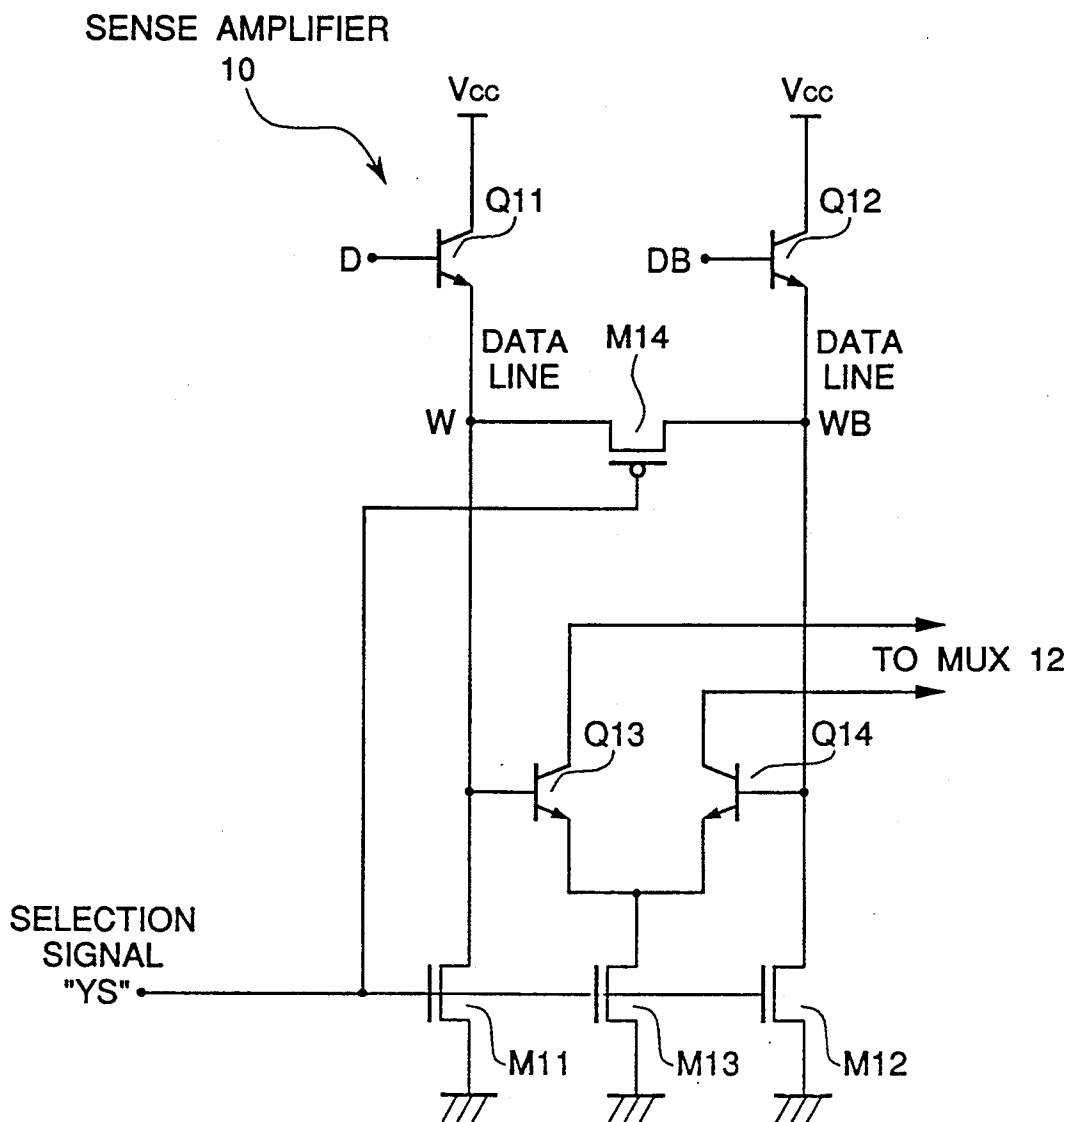 SENSE AMPLIFIER
10
Vcc
Vcc
Q11
Q12
D
DB
DATA
LINE
M14
DATA
LINE
W
WB
TO MUX 12
Q13
Q14
SELECTION
SIGNAL
"YS"
M11
M13
M12